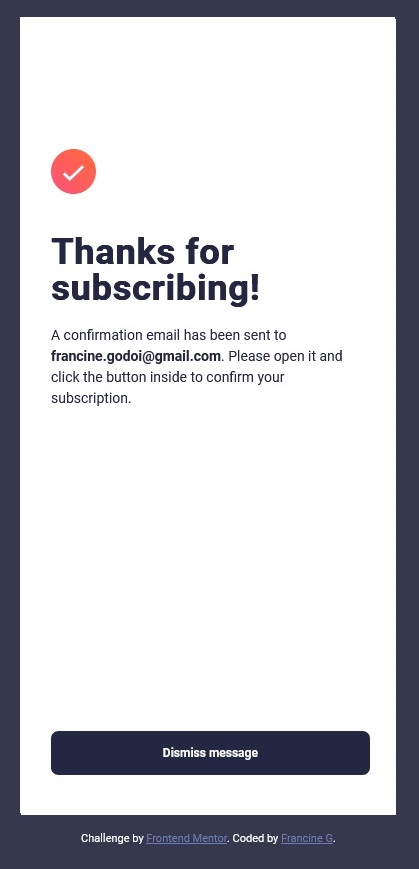 Thanks for
subscribing!
A confirmation email has been sent to
francine.godoi@gmail.com. Please open it and
click the button inside to confirm your
subscription.
Dismiss message
Challenge by Frontend Mentor. Coded by Francine G.